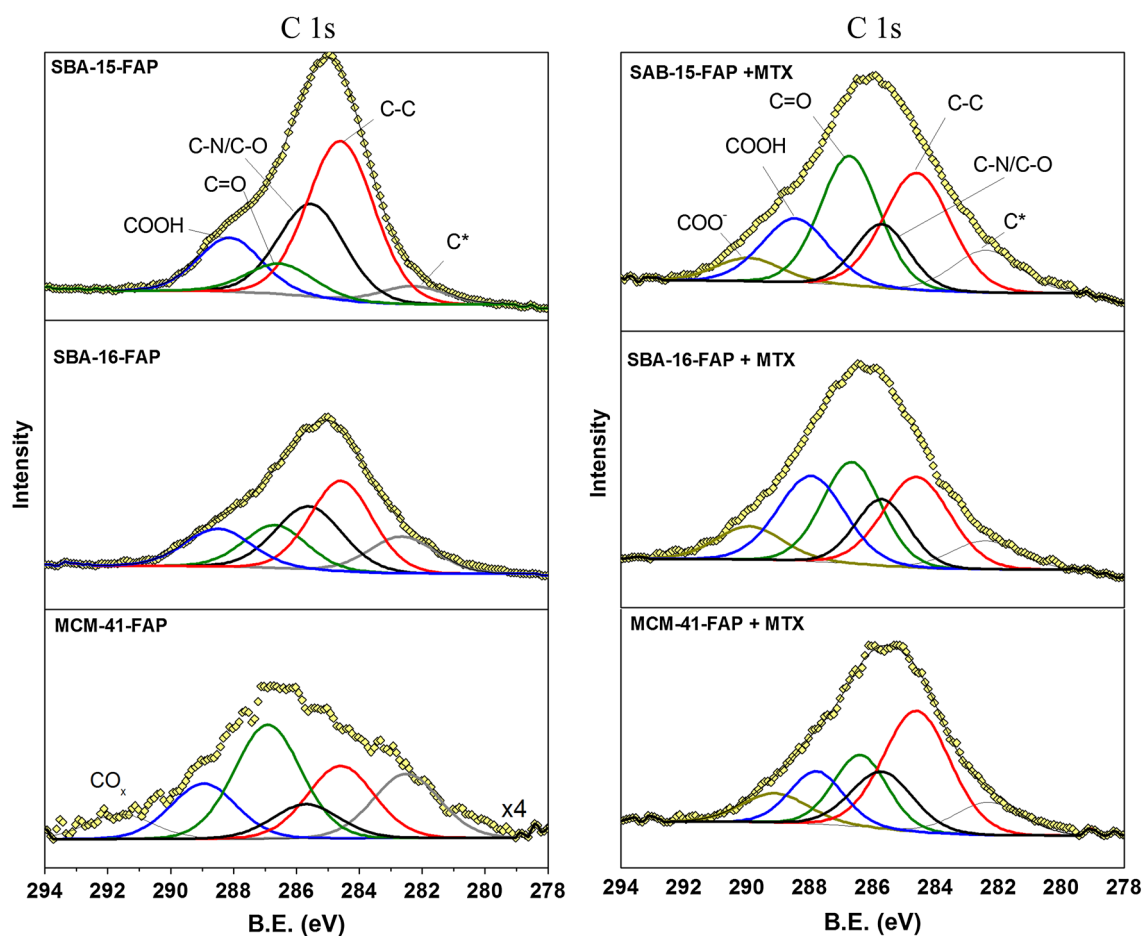 C 1s
SBA-15-FAP
C-C
C-N/C-O
C=O
COOH
C*
SBA-16-FAP
MCM-41-FAP
COₓ
x4
Intensity
294 292 290 288 286 284 282 280 278
B.E. (eV)
C 1s
SAB-15-FAP +MTX
C=O
C-C
COOH
C-N/C-O
COO⁻
C*
SBA-16-FAP + MTX
MCM-41-FAP + MTX
Intensity
294 292 290 288 286 284 282 280 278
B.E. (eV)